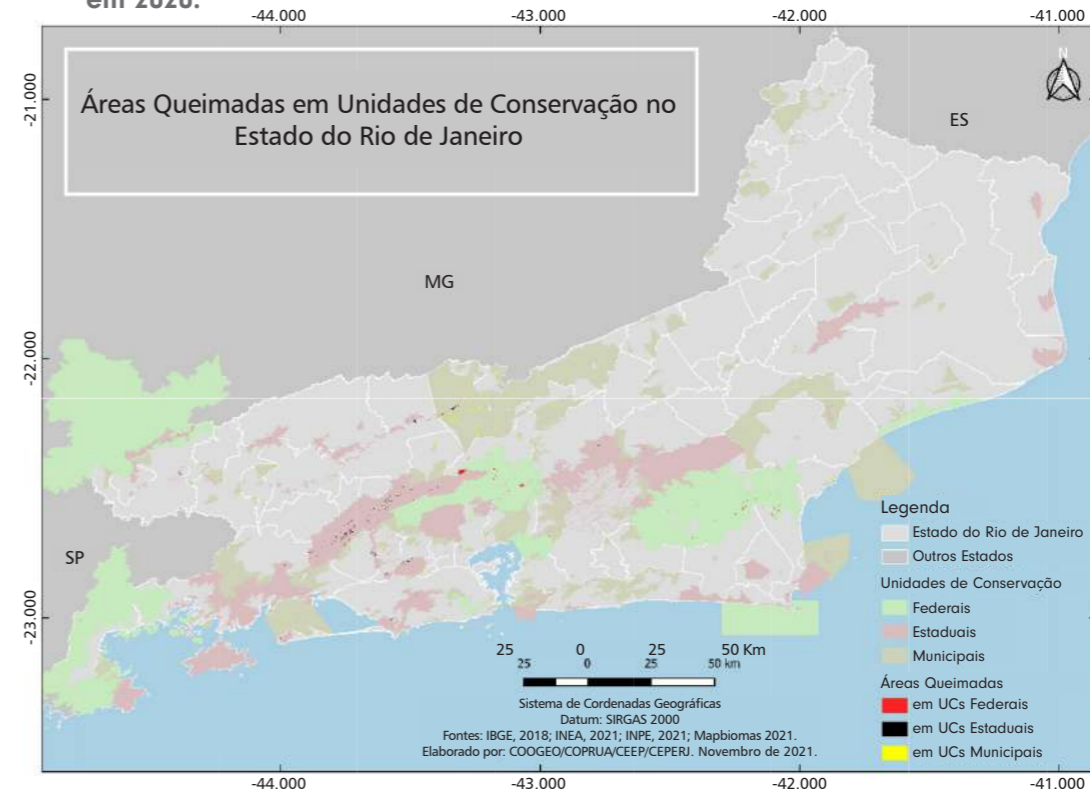 em 2020.
-44.000 -43.000 -42.000 -41.000
Áreas Queimadas em Unidades de Conservação no
Estado do Rio de Janeiro
N
-21.000
ES
MG
-22.000
SP
-23.000
Legenda
Estado do Rio de Janeiro
Outros Estados
Unidades de Conservação
Federais
Estaduais
Municipais
Áreas Queimadas
em UCs Federais
em UCs Estaduais
em UCs Municipais
25 0 25 50 Km
25 0 25 50 km
Sistema de Cordenadas Geográficas
Datum: SIRGAS 2000
Fontes: IBGE, 2018; INEA, 2021; INPE, 2021; Mapbiomas 2021.
Elaborado por: COOGEO/COPRUA/CEEP/CEPERJ. Novembro de 2021.
-44.000 -43.000 -42.000 -41.000